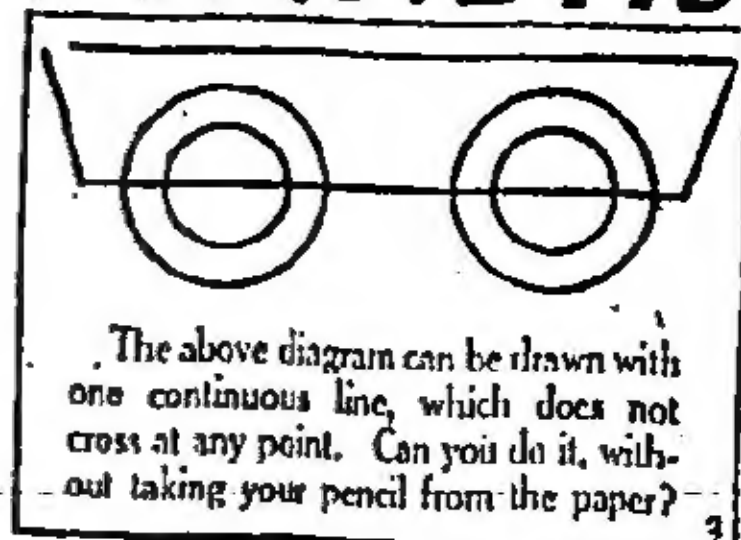 The above diagram can be drawn with
one continuous line, which does not
cross at any point. Can you do it, with-
out taking your pencil from the paper?
3